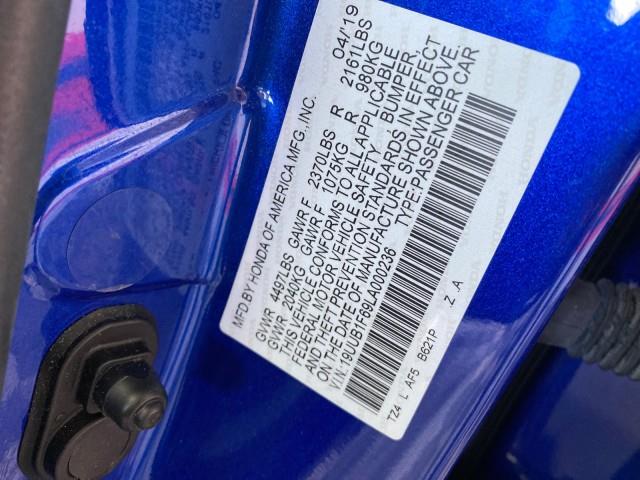 MFD BY HONDA OF AMERICA MFG., INC. 04/'19
GVWR 4497LBS GAWR F 2370LBS R 2161LBS
GVWR 2040KG GAWR F 1075KG R 980KG
THIS VEHICLE CONFORMS TO ALL APPLICABLE
FEDERAL MOTOR VEHICLE SAFETY, BUMPER,
AND THEFT PREVENTION STANDARDS IN EFFECT
ON THE DATE OF MANUFACTURE SHOWN ABOVE.
V.I.N.: 19UUB1F66LA000236 TYPE:PASSENGER CAR
TZ4 L AF5 B621P Z A